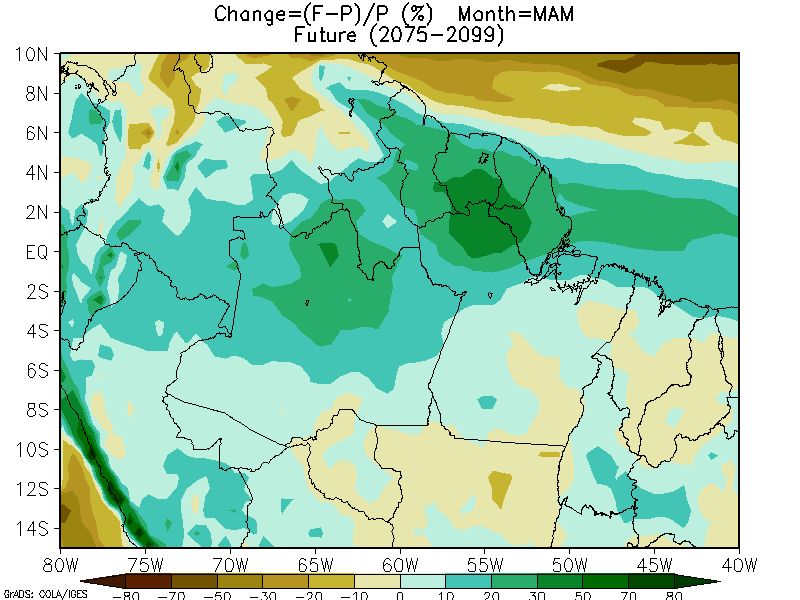 Change=(F-P)/P (%) Month=MAM
Future (2075-2099)
10N
8N
6N
4N
2N
EQ
2S
4S
6S
8S
10S
12S
14S
80W 75W 70W 65W 60W 55W 50W 45W 40W
-80 -70 -50 -30 -20 -10 0 10 20 30 50 70 80
GrADS: COLA/IGES